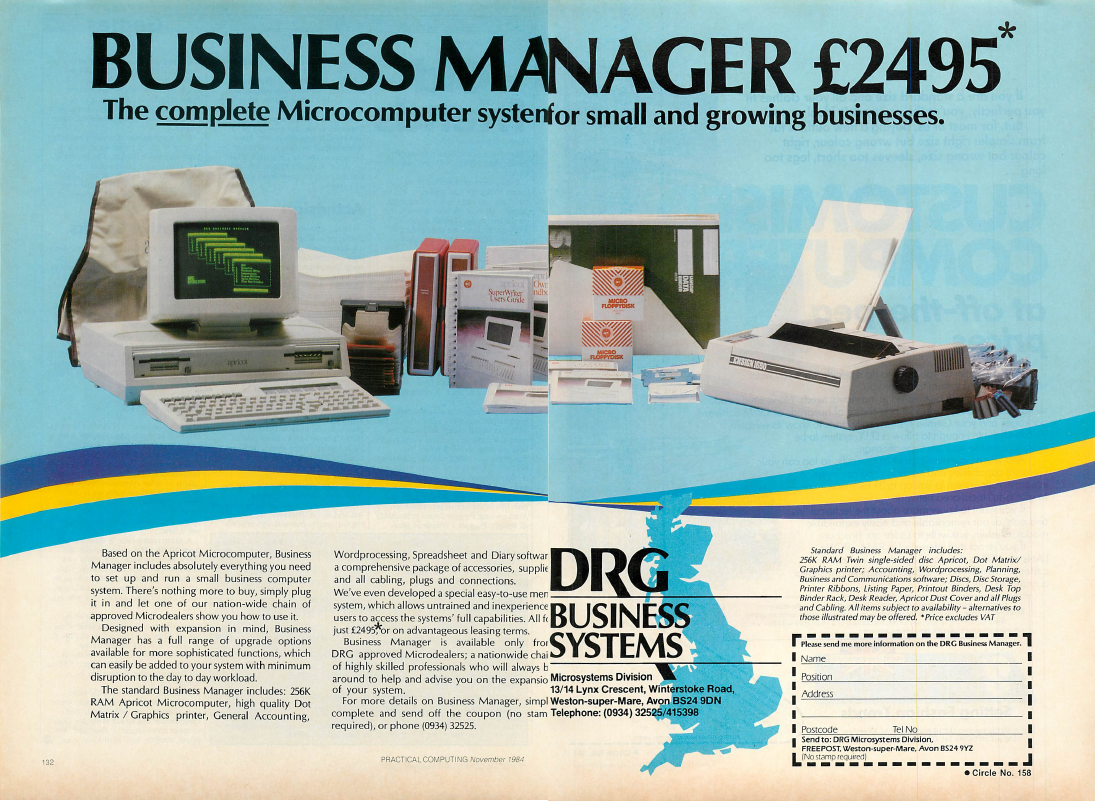 BUSINESS MANAGER £2495*
The complete Microcomputer system for small and growing businesses.
DRG BUSINESS MANAGER
apricot
SuperWriter
Users Guide
MICRO
FLOPPYDISK
MICRO
FLOPPYDISK
ENSIGN 1650
Based on the Apricot Microcomputer, Business
Manager includes absolutely everything you need
to set up and run a small business computer
system. There's nothing more to buy, simply plug
it in and let one of our nation-wide chain of
approved Microdealers show you how to use it.
Designed with expansion in mind, Business
Manager has a full range of upgrade options
available for more sophisticated functions, which
can easily be added to your system with minimum
disruption to the day to day workload.
The standard Business Manager includes: 256K
RAM Apricot Microcomputer, high quality Dot
Matrix / Graphics printer, General Accounting,
Wordprocessing, Spreadsheet and Diary softwar
a comprehensive package of accessories, supplie
and all cabling, plugs and connections.
We've even developed a special easy-to-use men
system, which allows untrained and inexperience
users to access the systems' full capabilities. All fo
just £2495* or on advantageous leasing terms.
Business Manager is available only fro
DRG approved Microdealers; a nationwide chai
of highly skilled professionals who will always b
around to help and advise you on the expansio
of your system.
For more details on Business Manager, simpl
complete and send off the coupon (no stam
required), or phone (0934) 32525.
DRG
BUSINESS
SYSTEMS
Microsystems Division
13/14 Lynx Crescent, Winterstoke Road,
Weston-super-Mare, Avon BS24 9DN
Telephone: (0934) 32525/415398
Standard Business Manager includes:
256K RAM Twin single-sided disc Apricot, Dot Matrix/
Graphics printer; Accounting, Wordprocessing, Planning,
Business and Communications software; Discs, Disc Storage,
Printer Ribbons, Listing Paper, Printout Binders, Desk Top
Binder Rack, Desk Reader, Apricot Dust Cover and all Plugs
and Cabling. All items subject to availability – alternatives to
those illustrated may be offered. *Price excludes VAT
Please send me more information on the DRG Business Manager.
Name
Position
Address
Postcode Tel No
Send to: DRG Microsystems Division,
FREEPOST, Weston-super-Mare, Avon BS24 9YZ
(No stamp required)
132
PRACTICAL COMPUTING November 1984
● Circle No. 158